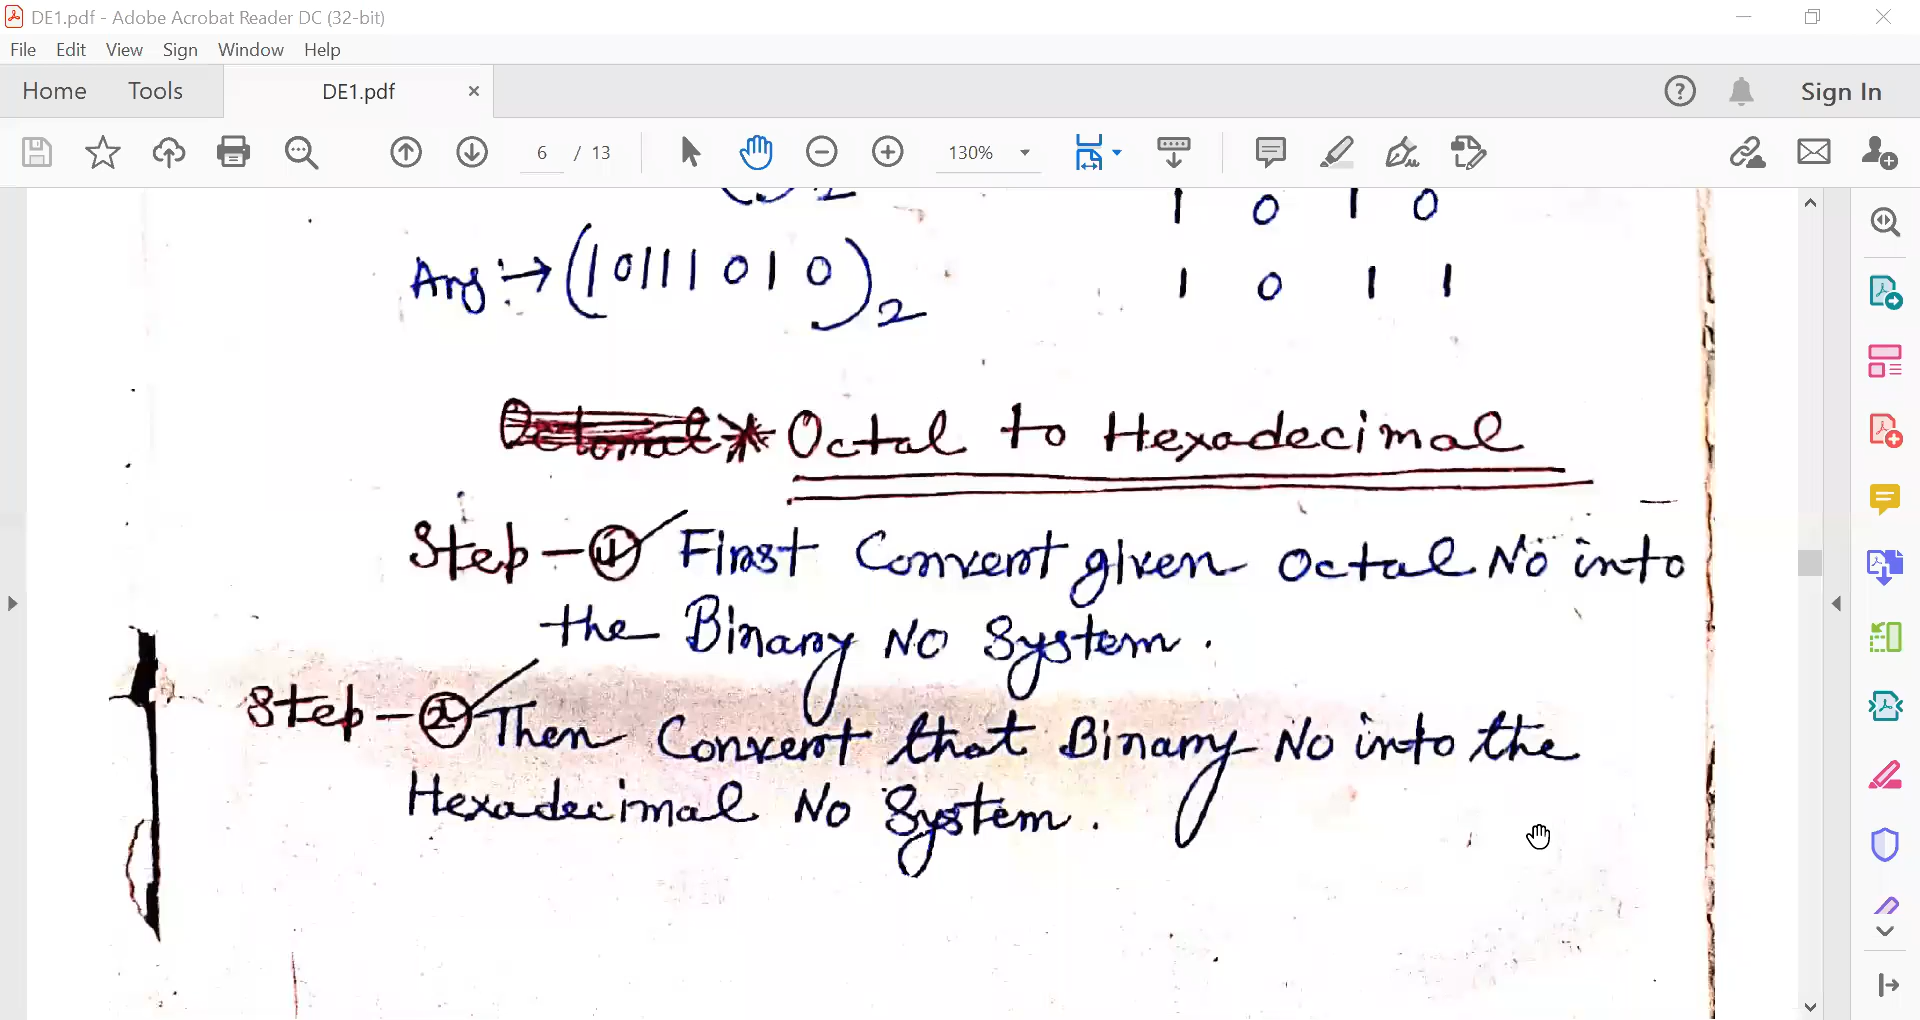 DE1.pdf - Adobe Acrobat Reader DC (32-bit)
File Edit View Sign Window Help
Home Tools DE1.pdf × Sign In
6 / 13 130%
1 0 1 0
Ans :→ (10111010)2 1 0 1 1
* Octal to Hexadecimal
Step - ① First Convert given Octal No into
the Binary No System.
Step - ② Then Convert that Binary No into the
Hexadecimal No System.